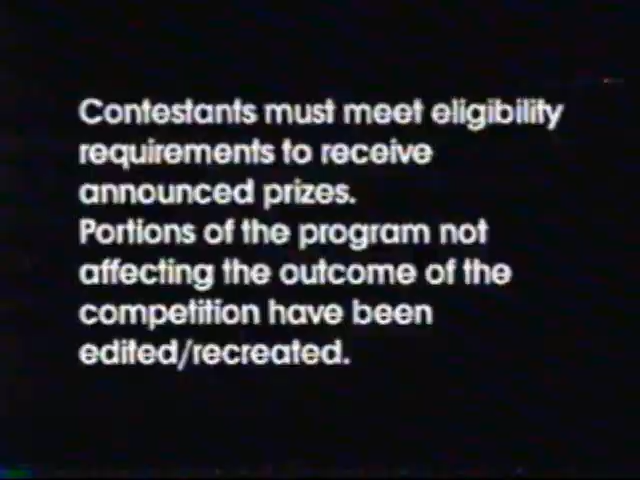 Contestants must meet eligibility
requirements to receive
announced prizes.
Portions of the program not
affecting the outcome of the
competition have been
edited/recreated.